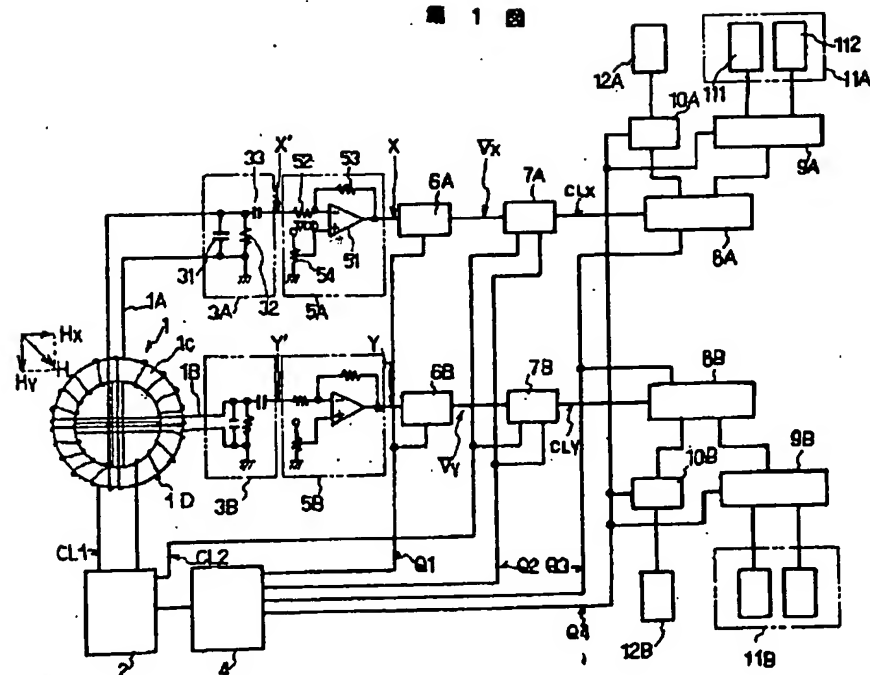 第 1 図
12A
111
112
11A
10A
9A
X'
33
52
53
X
6A
∇X
7A
CLX
8A
31
32
3A
54
51
5A
1A
HX
H
HY
1
1C
1B
Y'
Y
6B
∇Y
7B
CLY
8B
10B
9B
1D
3B
5B
CL1
CL2
Q1
Q2
Q3
Q4
2
4
12B
11B